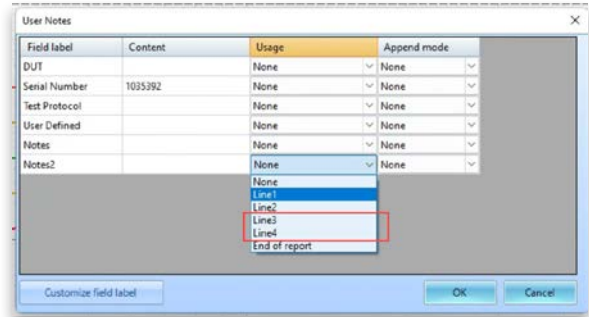 User Notes
Field label Content Usage Append mode
DUT None None
Serial Number 1035392 None None
Test Protocol None None
User Defined None None
Notes None None
Notes2 None None
None
Line1
Line2
Line3
Line4
End of report
Customize field label OK Cancel